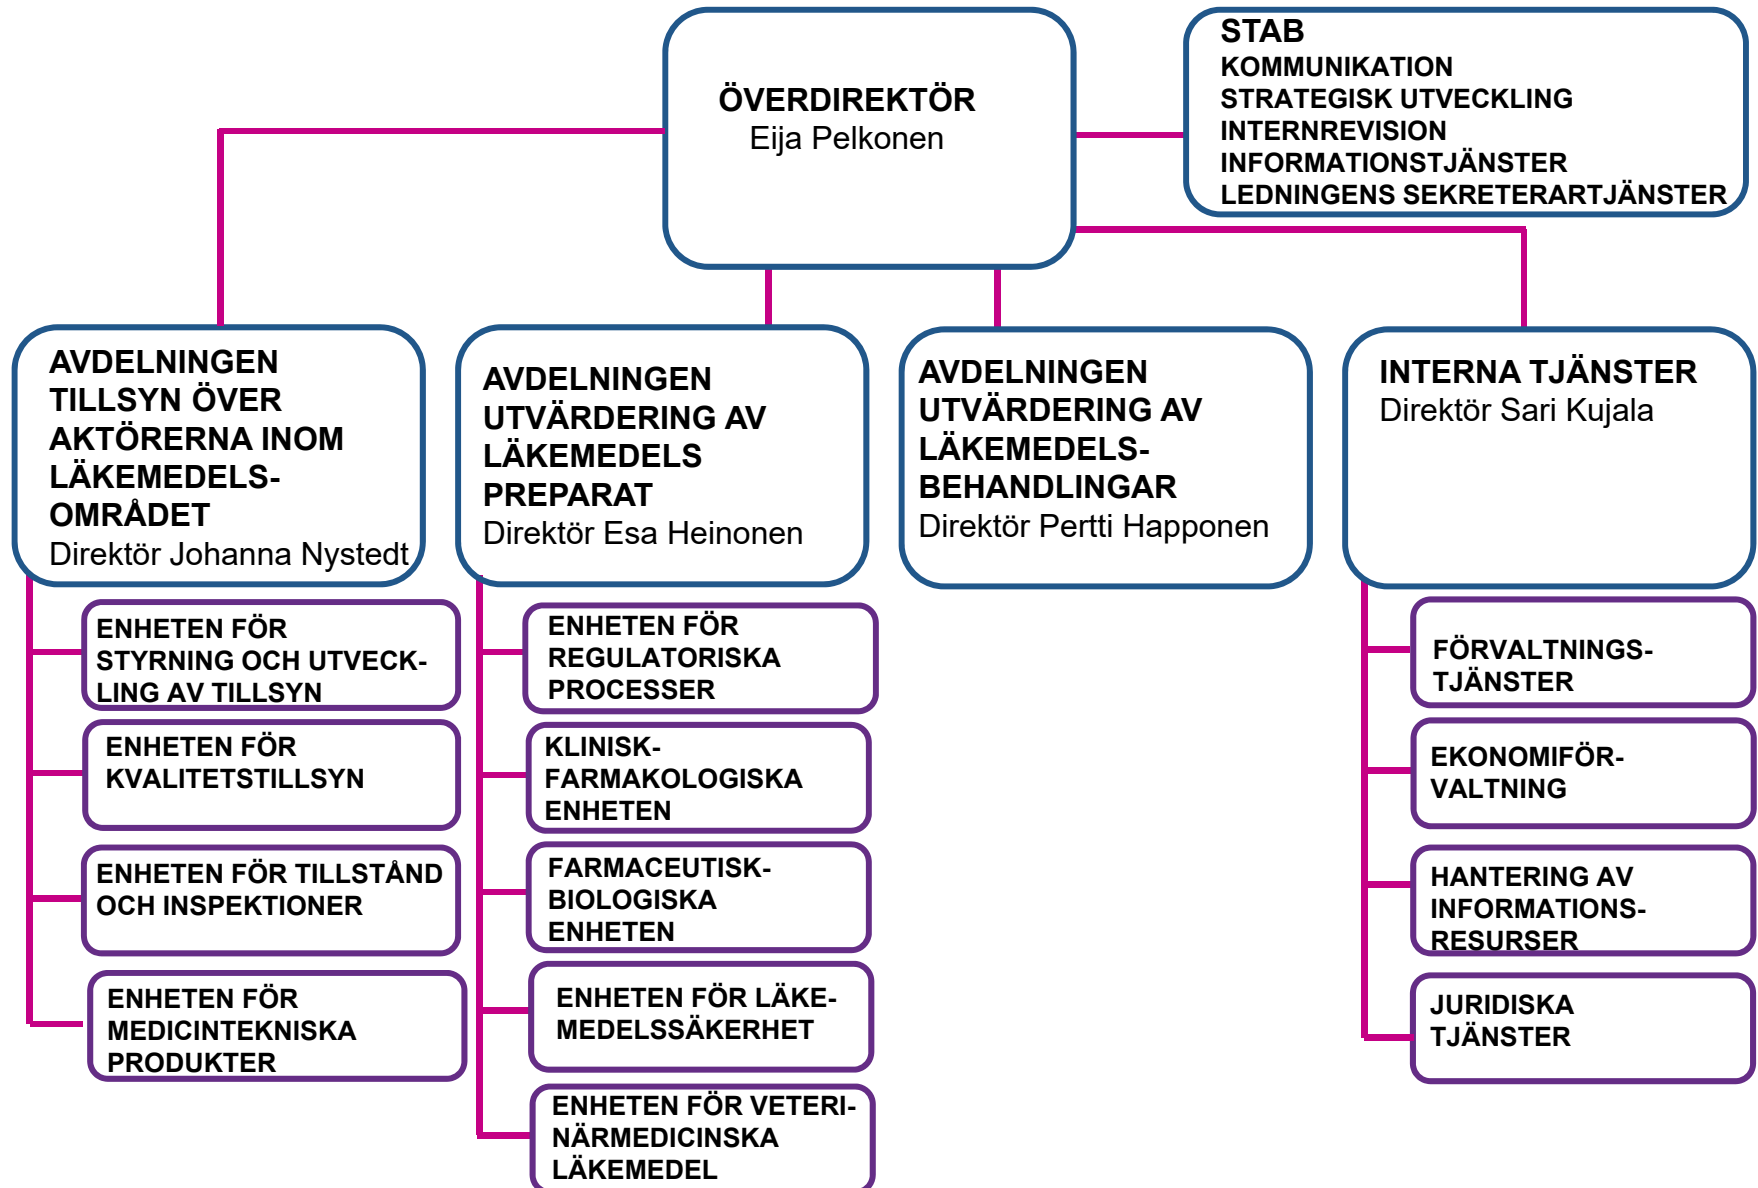 ÖVERDIREKTÖR
Eija Pelkonen
STAB
KOMMUNIKATION
STRATEGISK UTVECKLING
INTERNREVISION
INFORMATIONSTJÄNSTER
LEDNINGENS SEKRETERARTJÄNSTER
AVDELNINGEN
TILLSYN ÖVER
AKTÖRERNA INOM
LÄKEMEDELS-
OMRÅDET
Direktör Johanna Nystedt
ENHETEN FÖR
STYRNING OCH UTVECK-
LING AV TILLSYN
ENHETEN FÖR
KVALITETSTILLSYN
ENHETEN FÖR TILLSTÅND
OCH INSPEKTIONER
ENHETEN FÖR
MEDICINTEKNISKA
PRODUKTER
AVDELNINGEN
UTVÄRDERING AV
LÄKEMEDELS
PREPARAT
Direktör Esa Heinonen
ENHETEN FÖR
REGULATORISKA
PROCESSER
KLINISK-
FARMAKOLOGISKA
ENHETEN
FARMACEUTISK-
BIOLOGISKA
ENHETEN
ENHETEN FÖR LÄKE-
MEDELSSÄKERHET
ENHETEN FÖR VETERI-
NÄRMEDICINSKA
LÄKEMEDEL
AVDELNINGEN
UTVÄRDERING AV
LÄKEMEDELS-
BEHANDLINGAR
Direktör Pertti Happonen
INTERNA TJÄNSTER
Direktör Sari Kujala
FÖRVALTNINGS-
TJÄNSTER
EKONOMIFÖR-
VALTNING
HANTERING AV
INFORMATIONS-
RESURSER
JURIDISKA
TJÄNSTER